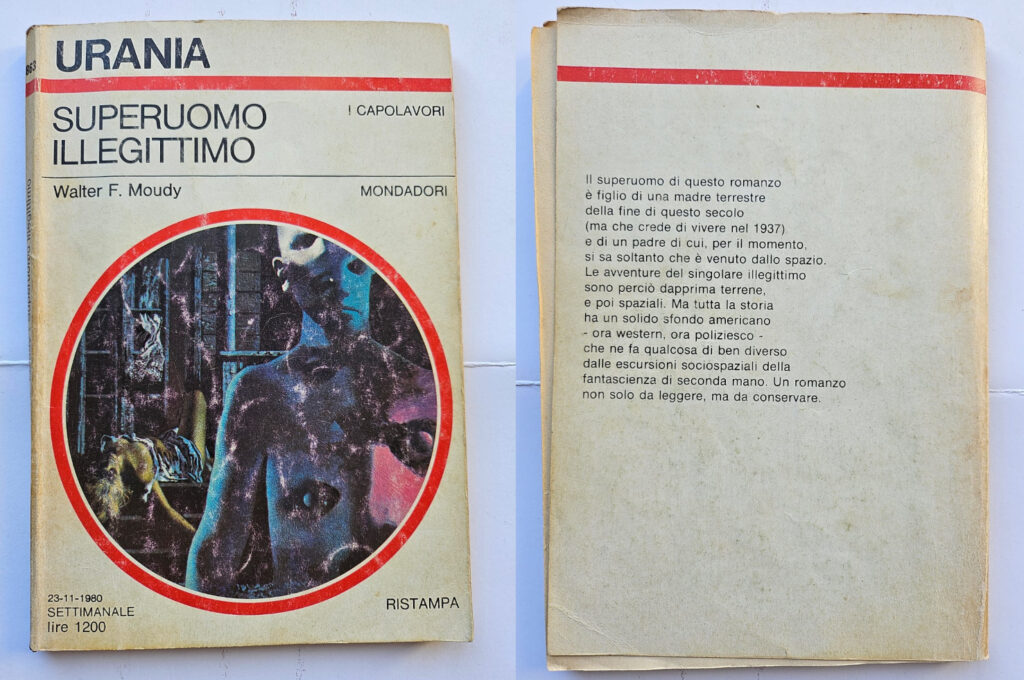 URANIA
SUPERUOMO
ILLEGITTIMO
I CAPOLAVORI
Walter F. Moudy
MONDADORI
23-11-1980
SETTIMANALE
lire 1200
RISTAMPA
863
Il superuomo di questo romanzo
è figlio di una madre terrestre
della fine di questo secolo
(ma che crede di vivere nel 1937)
e di un padre di cui, per il momento,
si sa soltanto che è venuto dallo spazio.
Le avventure del singolare illegittimo
sono perciò dapprima terrene,
e poi spaziali. Ma tutta la storia
ha un solido sfondo americano
- ora western, ora poliziesco -
che ne fa qualcosa di ben diverso
dalle escursioni sociospaziali della
fantascienza di seconda mano. Un romanzo
non solo da leggere, ma da conservare.